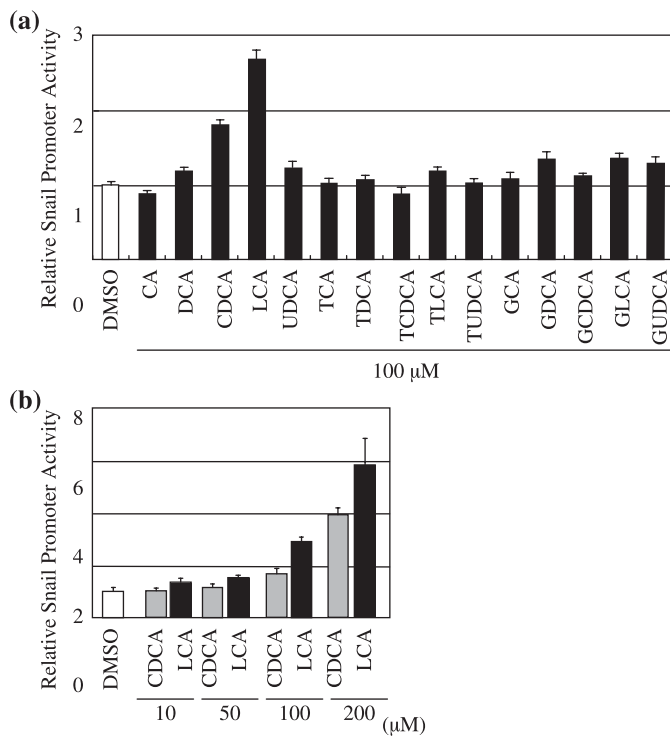 (a)
Relative Snail Promoter Activity
3
2
1
0
DMSO CA DCA CDCA LCA UDCA TCA TDCA TCDCA TLCA TUDCA GCA GDCA GCDCA GLCA GUDCA
100 μM
(b)
Relative Snail Promoter Activity
8
6
4
2
0
DMSO CDCA LCA CDCA LCA CDCA LCA CDCA LCA
10 50 100 200 (μM)